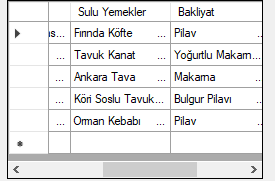 Sulu Yemekler Bakliyat
s... Fırında Köfte ... Pilav
... Tavuk Kanat ... Yoğurtlu Makarn...
... Ankara Tava ... Makarna
... Köri Soslu Tavuk... Bulgur Pilavı ...
... Orman Kebabı ... Pilav